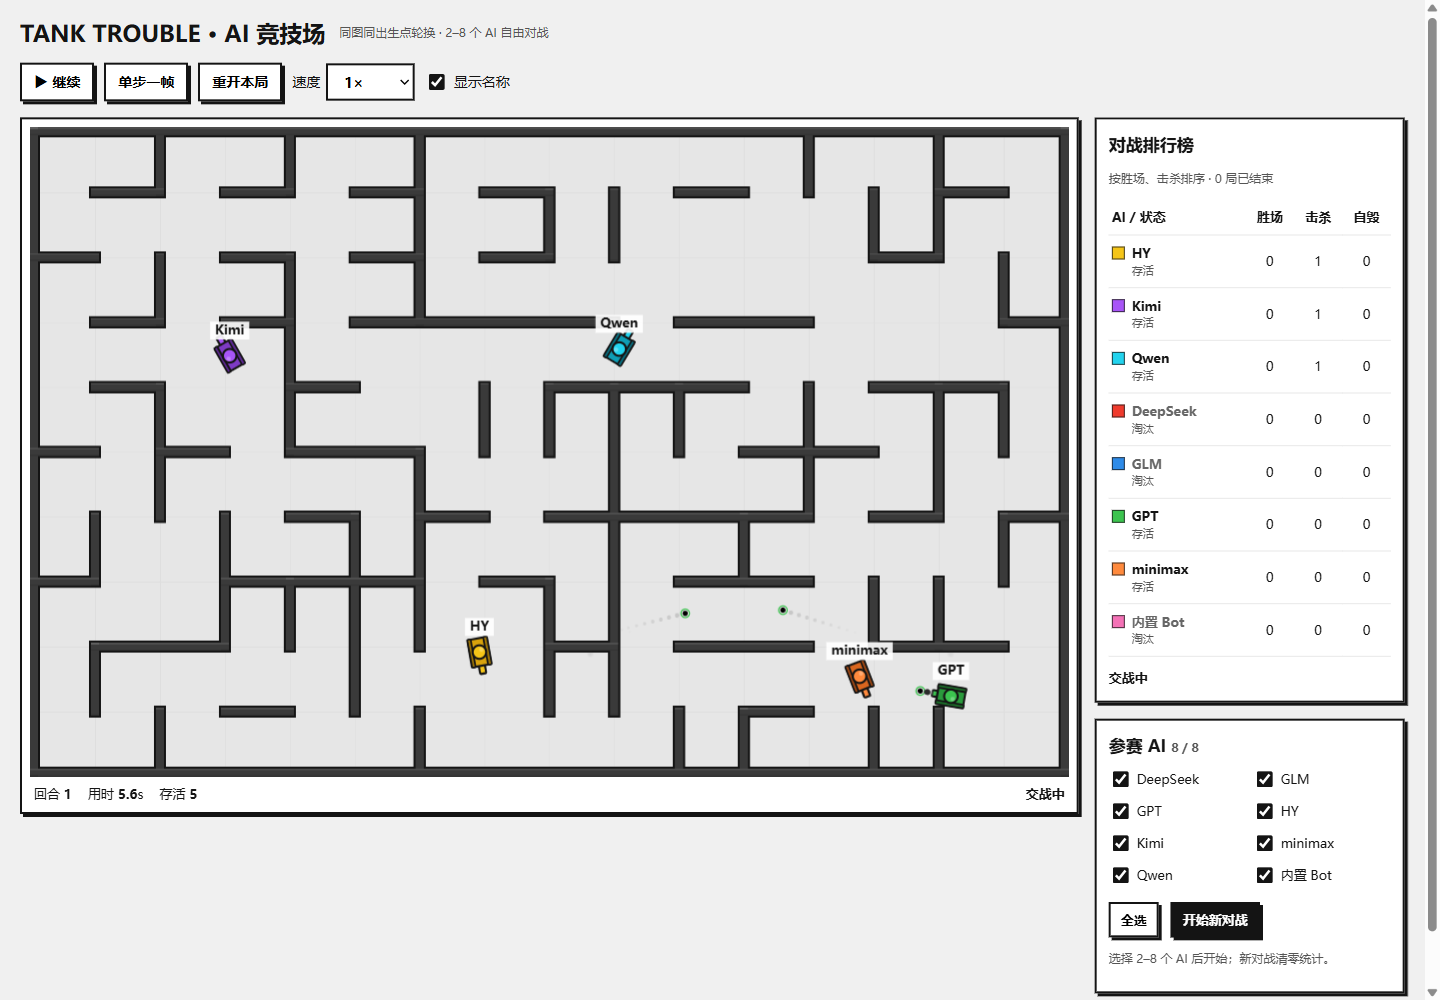 TANK TROUBLE • AI 竞技场 同图同出生点轮换 · 2–8 个 AI 自由对战
▶ 继续 单步一帧 重开本局 速度 1× 显示名称
Kimi
Qwen
HY
minimax
GPT
回合 1 用时 5.6s 存活 5 交战中
对战排行榜
按胜场、击杀排序 · 0 局已结束
AI / 状态 胜场 击杀 自毁
HY 0 1 0
存活
Kimi 0 1 0
存活
Qwen 0 1 0
存活
DeepSeek 0 0 0
淘汰
GLM 0 0 0
淘汰
GPT 0 0 0
存活
minimax 0 0 0
存活
内置 Bot 0 0 0
淘汰
交战中
参赛 AI 8 / 8
DeepSeek GLM
GPT HY
Kimi minimax
Qwen 内置 Bot
全选 开始新对战
选择 2–8 个 AI 后开始；新对战清零统计。